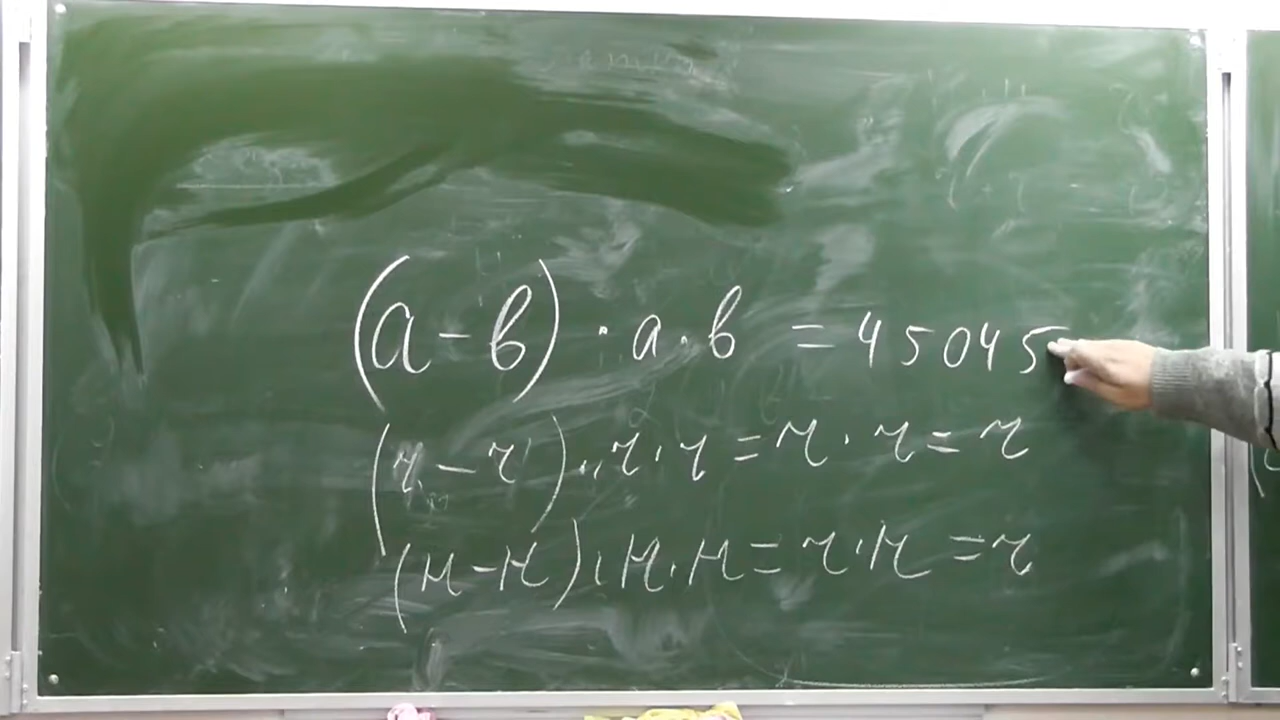 (a - b) · a · b = 45045
(ч - ч) · ч · ч = ч · ч = ч
(н - н) · н · н = ч · н = ч